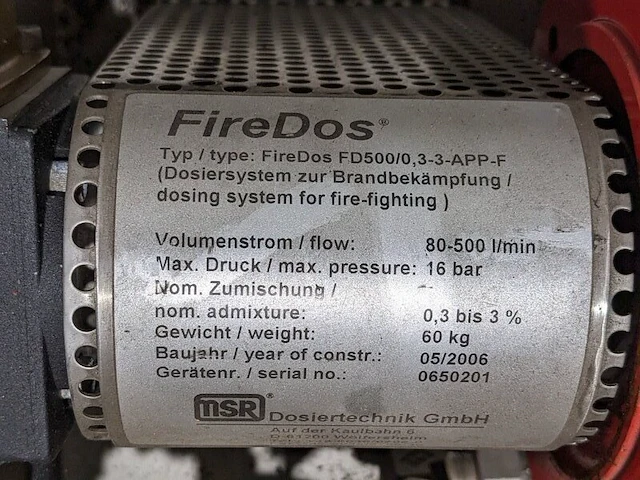 FireDos®
Typ / type: FireDos FD500/0,3-3-APP-F
(Dosiersystem zur Brandbekämpfung /
dosing system for fire-fighting )
Volumenstrom / flow: 80-500 l/min
Max. Druck / max. pressure: 16 bar
Nom. Zumischung /
nom. admixture: 0,3 bis 3 %
Gewicht / weight: 60 kg
Baujahr / year of constr.: 05/2006
Gerätenr. / serial no.: 0650201
MSR® Dosiertechnik GmbH
Auf der Kaulbahn 6
D-61200 Wölfersheim